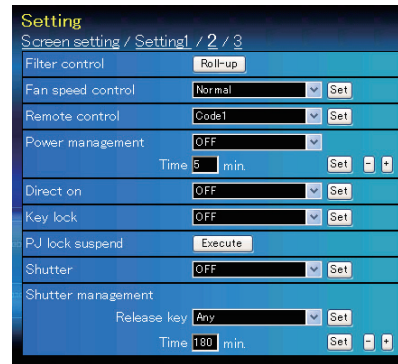 Setting
Screen setting / Setting1 / 2 / 3
Filter control Roll-up
Fan speed control Normal Set
Remote control Code1 Set
Power management OFF
Time 5 min. Set - +
Direct on OFF Set
Key lock OFF Set
PJ lock suspend Execute
Shutter OFF Set
Shutter management
Release key Any Set
Time 180 min. Set - +